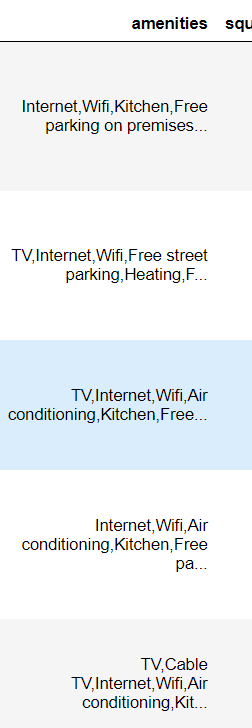 amenities squ
Internet,Wifi,Kitchen,Free
parking on premises...
TV,Internet,Wifi,Free street
parking,Heating,F...
TV,Internet,Wifi,Air
conditioning,Kitchen,Free...
Internet,Wifi,Air
conditioning,Kitchen,Free
pa...
TV,Cable
TV,Internet,Wifi,Air
conditioning,Kit...